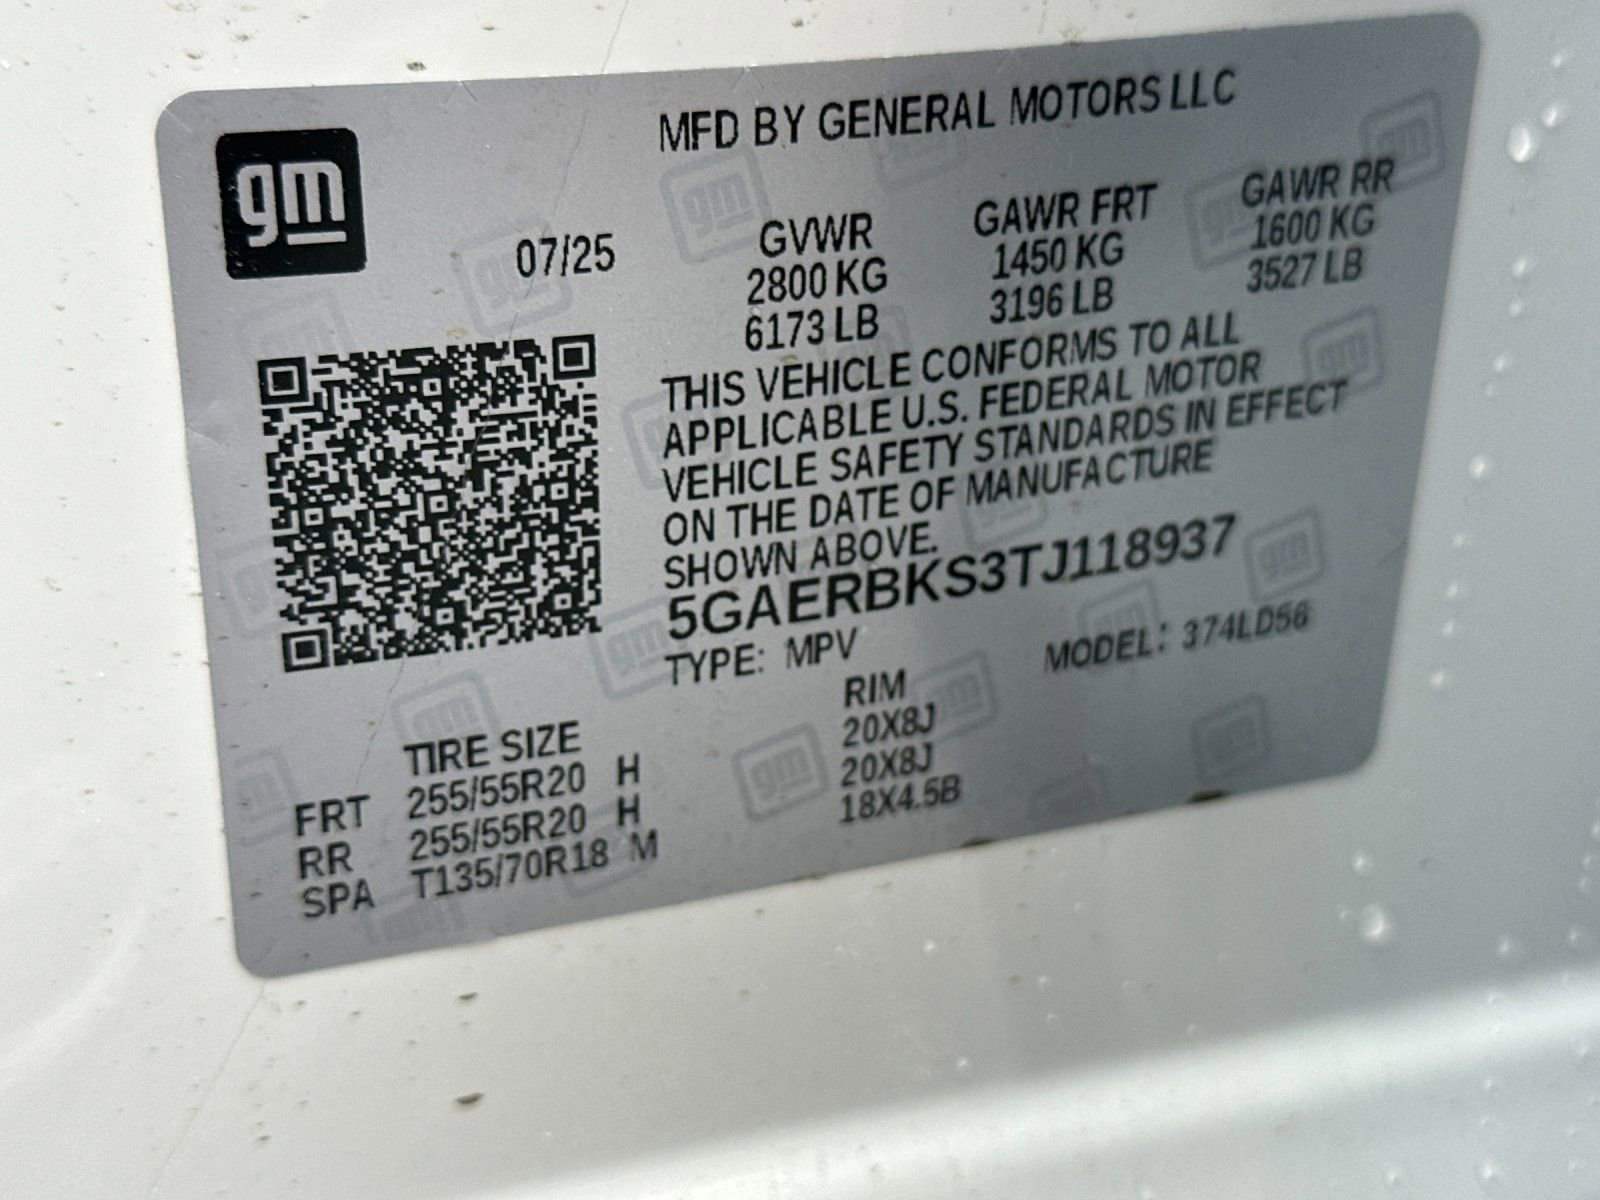 gm
MFD BY GENERAL MOTORS LLC
07/25
GVWR GAWR FRT GAWR RR
2800 KG 1450 KG 1600 KG
6173 LB 3196 LB 3527 LB
THIS VEHICLE CONFORMS TO ALL
APPLICABLE U.S. FEDERAL MOTOR
VEHICLE SAFETY STANDARDS IN EFFECT
ON THE DATE OF MANUFACTURE
SHOWN ABOVE.
5GAERBKS3TJ118937
TYPE: MPV MODEL: 374LD56
TIRE SIZE RIM
FRT 255/55R20 H 20X8J
RR 255/55R20 H 20X8J
SPA T135/70R18 M 18X4.5B